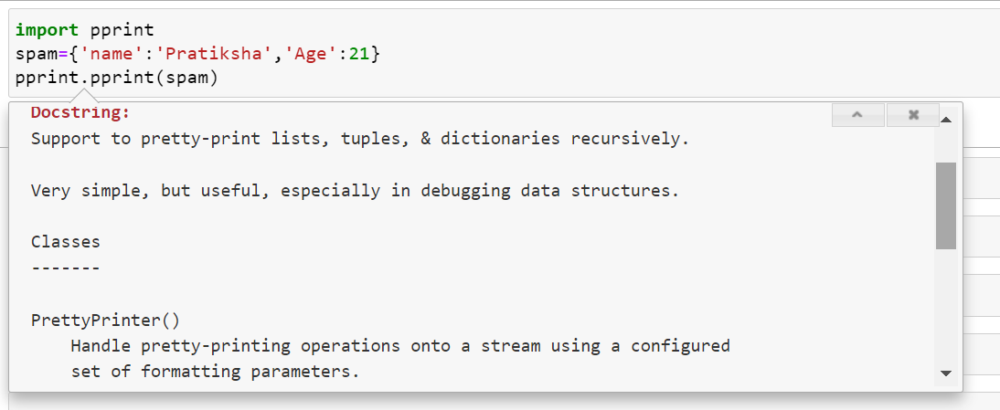 import pprint
spam={'name':'Pratiksha','Age':21}
pprint.pprint(spam)
Docstring:
Support to pretty-print lists, tuples, & dictionaries recursively.
Very simple, but useful, especially in debugging data structures.
Classes
-------
PrettyPrinter()
    Handle pretty-printing operations onto a stream using a configured
    set of formatting parameters.